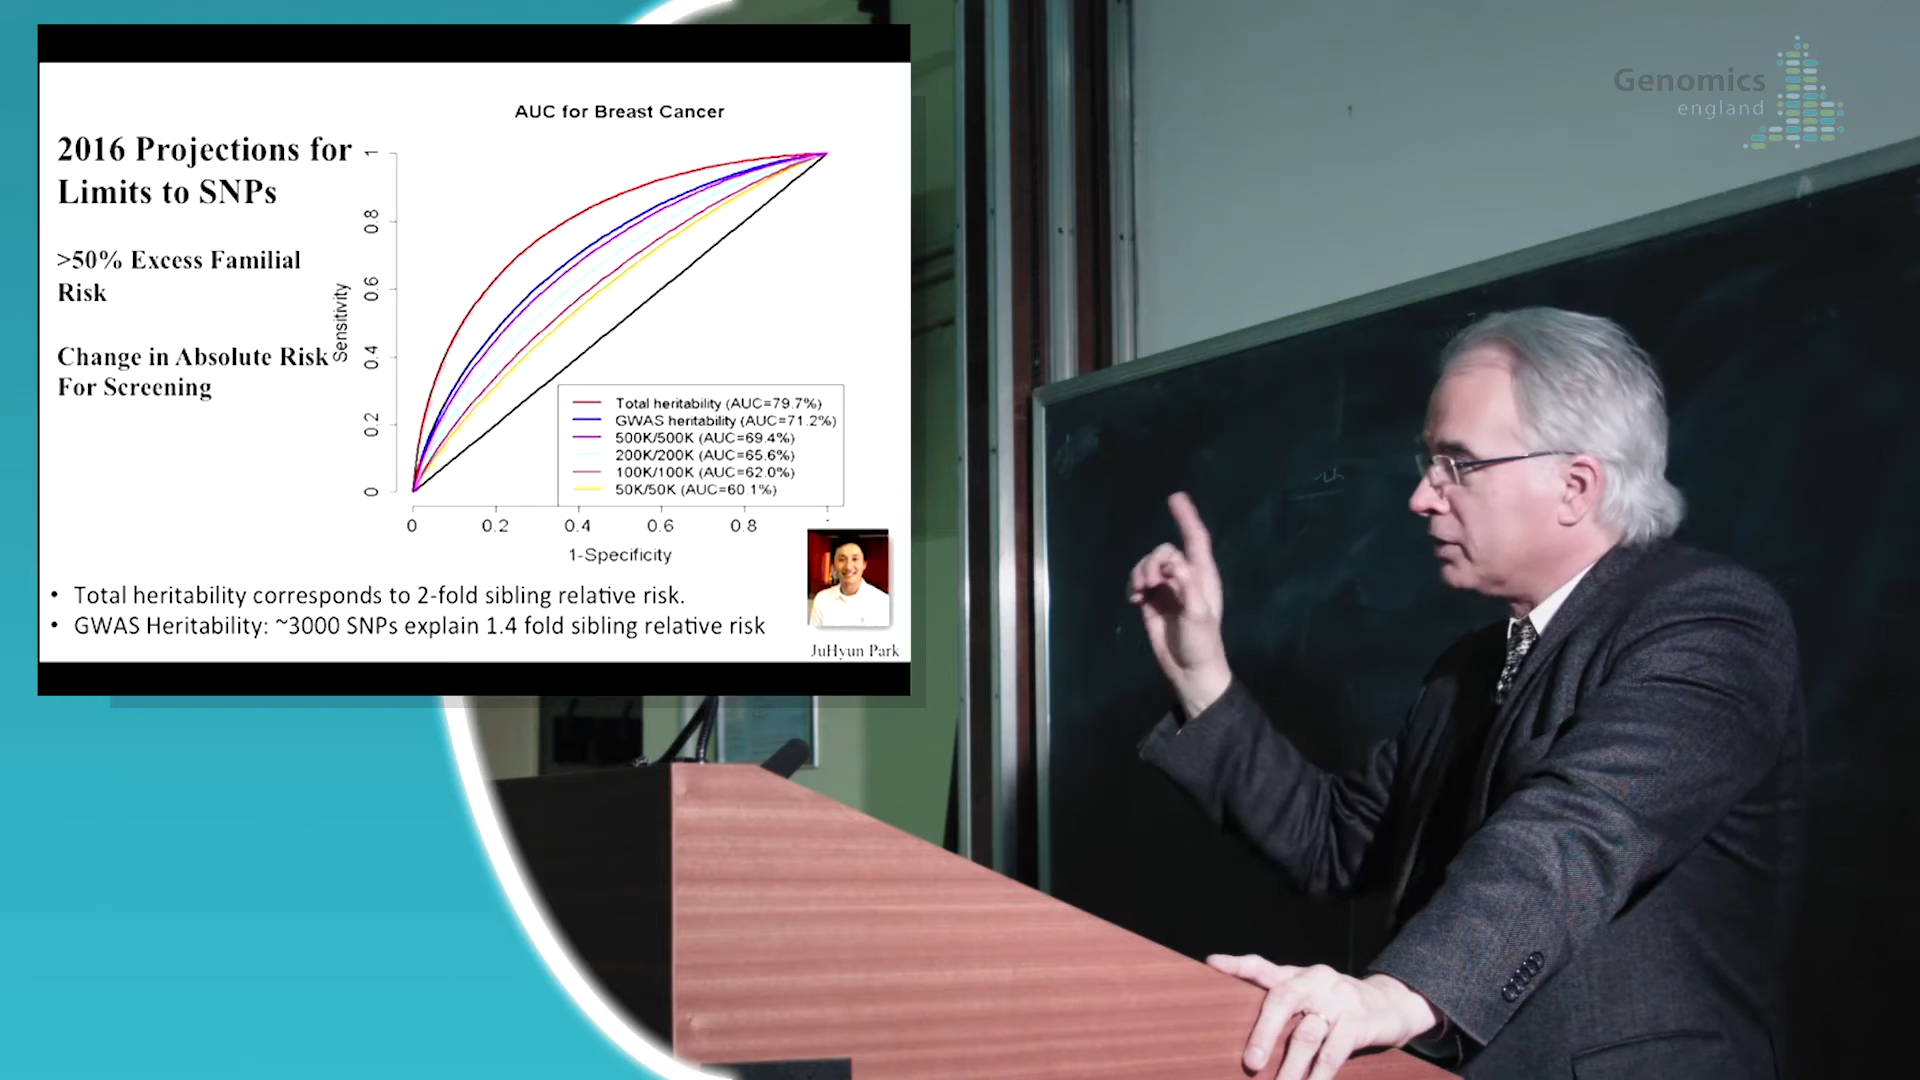 AUC for Breast Cancer
2016 Projections for
Limits to SNPs
>50% Excess Familial
Risk
Change in Absolute Risk
For Screening
Sensitivity
1
0.8
0.6
0.4
0.2
0
Total heritability (AUC=79.7%)
GWAS heritability (AUC=71.2%)
500K/500K (AUC=69.4%)
200K/200K (AUC=65.6%)
100K/100K (AUC=62.0%)
50K/50K (AUC=60.1%)
0 0.2 0.4 0.6 0.8
1-Specificity
• Total heritability corresponds to 2-fold sibling relative risk.
• GWAS Heritability: ~3000 SNPs explain 1.4 fold sibling relative risk
JuHyun Park
Genomics
england